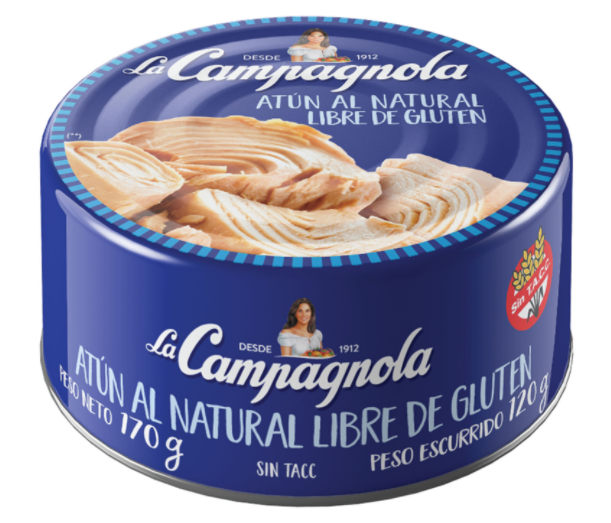 DESDE 1912
La Campagnola
ATÚN AL NATURAL
LIBRE DE GLUTEN
Sin T.A.C.C.
DESDE 1912
La Campagnola
ATÚN AL NATURAL LIBRE DE GLUTEN
PESO NETO 170 g
SIN TACC
PESO ESCURRIDO 120 g